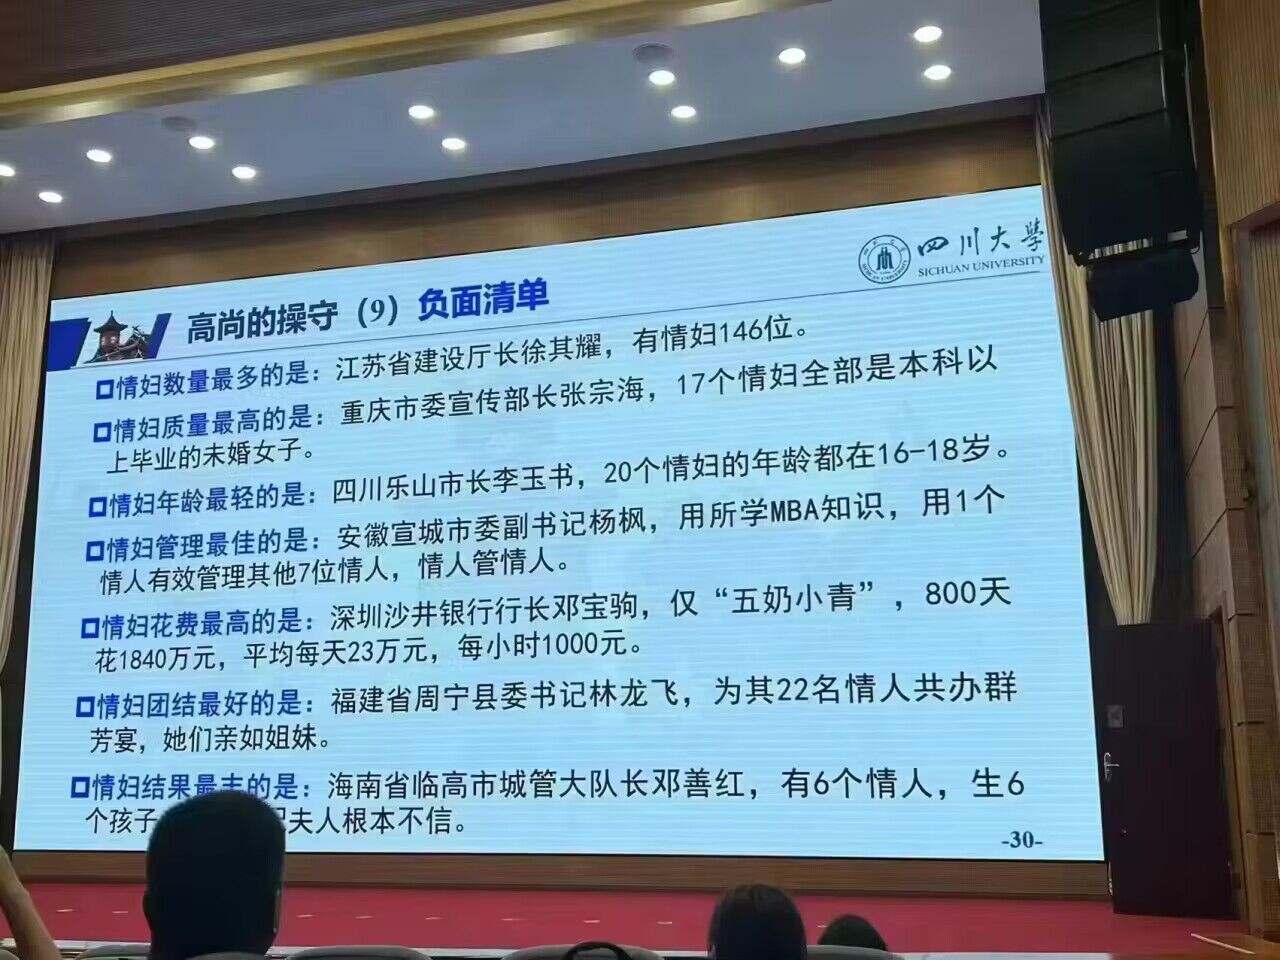 四川大學
SICHUAN UNIVERSITY
高尚的操守（9）负面清单
情妇数量最多的是：江苏省建设厅长徐其耀，有情妇146位。
情妇质量最高的是：重庆市委宣传部长张宗海，17个情妇全部是本科以
上毕业的未婚女子。
情妇年龄最轻的是：四川乐山市长李玉书，20个情妇的年龄都在16-18岁。
情妇管理最佳的是：安徽宣城市委副书记杨枫，用所学MBA知识，用1个
情人有效管理其他7位情人，情人管情人。
情妇花费最高的是：深圳沙井银行行长邓宝驹，仅“五奶小青”，800天
花1840万元，平均每天23万元，每小时1000元。
情妇团结最好的是：福建省周宁县委书记林龙飞，为其22名情人共办群
芳宴，她们亲如姐妹。
情妇结果最丰的是：海南省临高市城管大队长邓善红，有6个情人，生6
个孩子 夫人根本不信。
-30-